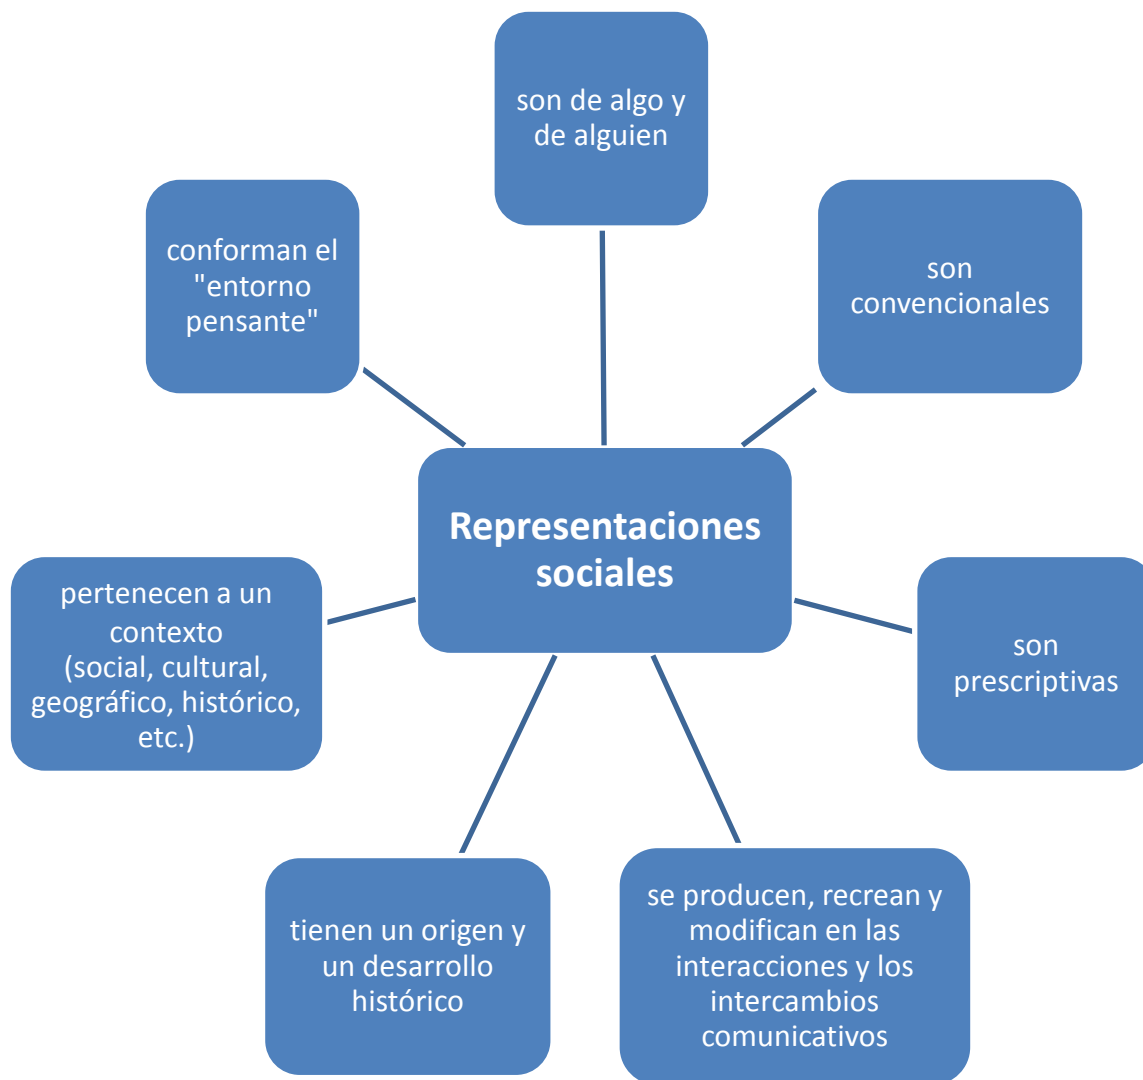 son de algo y
de alguien
son
convencionales
son
prescriptivas
se producen, recrean y
modifican en las
interacciones y los
intercambios
comunicativos
tienen un origen y
un desarrollo
histórico
pertenecen a un
contexto
(social, cultural,
geográfico, histórico,
etc.)
conforman el
"entorno
pensante"
Representaciones
sociales